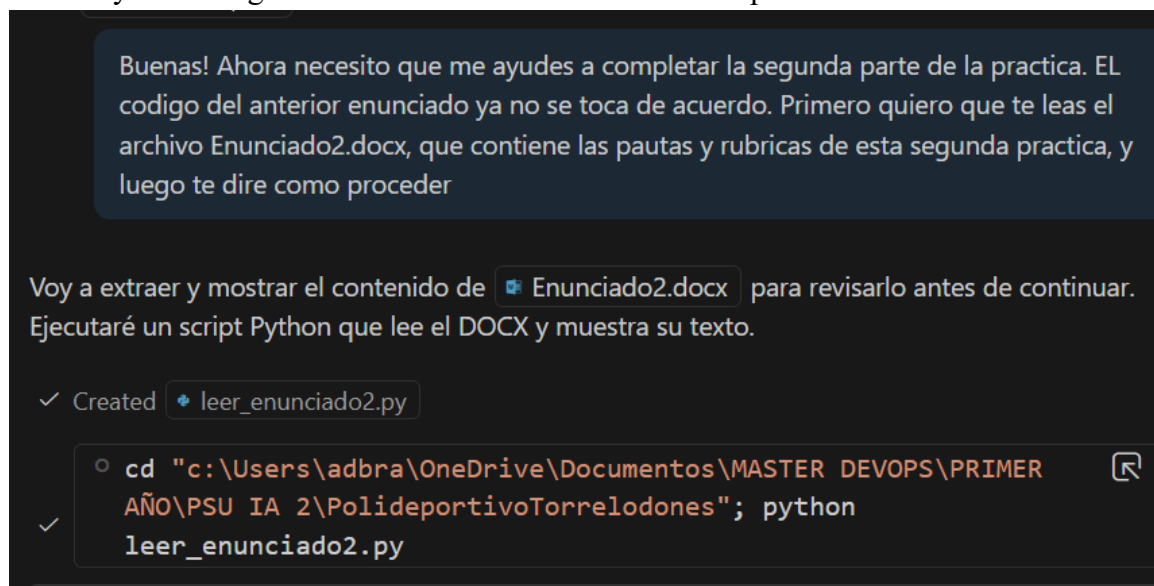 Buenas! Ahora necesito que me ayudes a completar la segunda parte de la practica. EL
codigo del anterior enunciado ya no se toca de acuerdo. Primero quiero que te leas el
archivo Enunciado2.docx, que contiene las pautas y rubricas de esta segunda practica, y
luego te dire como proceder
Voy a extraer y mostrar el contenido de Enunciado2.docx para revisarlo antes de continuar.
Ejecutaré un script Python que lee el DOCX y muestra su texto.
Created leer_enunciado2.py
cd "c:\Users\adbra\OneDrive\Documentos\MASTER DEVOPS\PRIMER
AÑO\PSU IA 2\PolideportivoTorrelodones"; python
leer_enunciado2.py